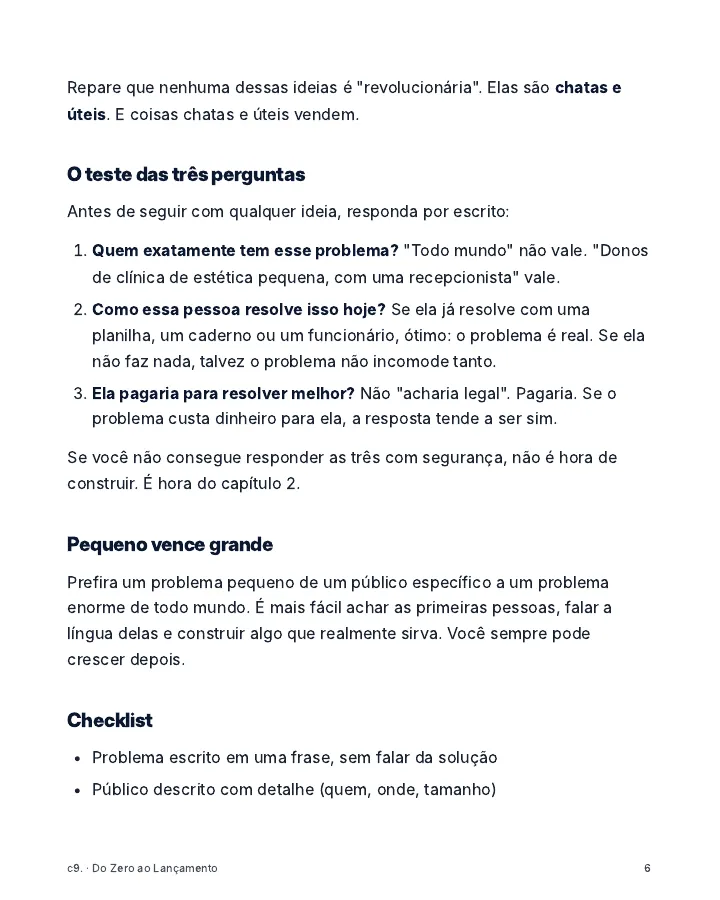 Repare que nenhuma dessas ideias é "revolucionária". Elas são chatas e
úteis. E coisas chatas e úteis vendem.
O teste das três perguntas
Antes de seguir com qualquer ideia, responda por escrito:
1. Quem exatamente tem esse problema? "Todo mundo" não vale. "Donos
de clínica de estética pequena, com uma recepcionista" vale.
2. Como essa pessoa resolve isso hoje? Se ela já resolve com uma
planilha, um caderno ou um funcionário, ótimo: o problema é real. Se ela
não faz nada, talvez o problema não incomode tanto.
3. Ela pagaria para resolver melhor? Não "acharia legal". Pagaria. Se o
problema custa dinheiro para ela, a resposta tende a ser sim.
Se você não consegue responder as três com segurança, não é hora de
construir. É hora do capítulo 2.
Pequeno vence grande
Prefira um problema pequeno de um público específico a um problema
enorme de todo mundo. É mais fácil achar as primeiras pessoas, falar a
língua delas e construir algo que realmente sirva. Você sempre pode
crescer depois.
Checklist
• Problema escrito em uma frase, sem falar da solução
• Público descrito com detalhe (quem, onde, tamanho)
c9. · Do Zero ao Lançamento 6